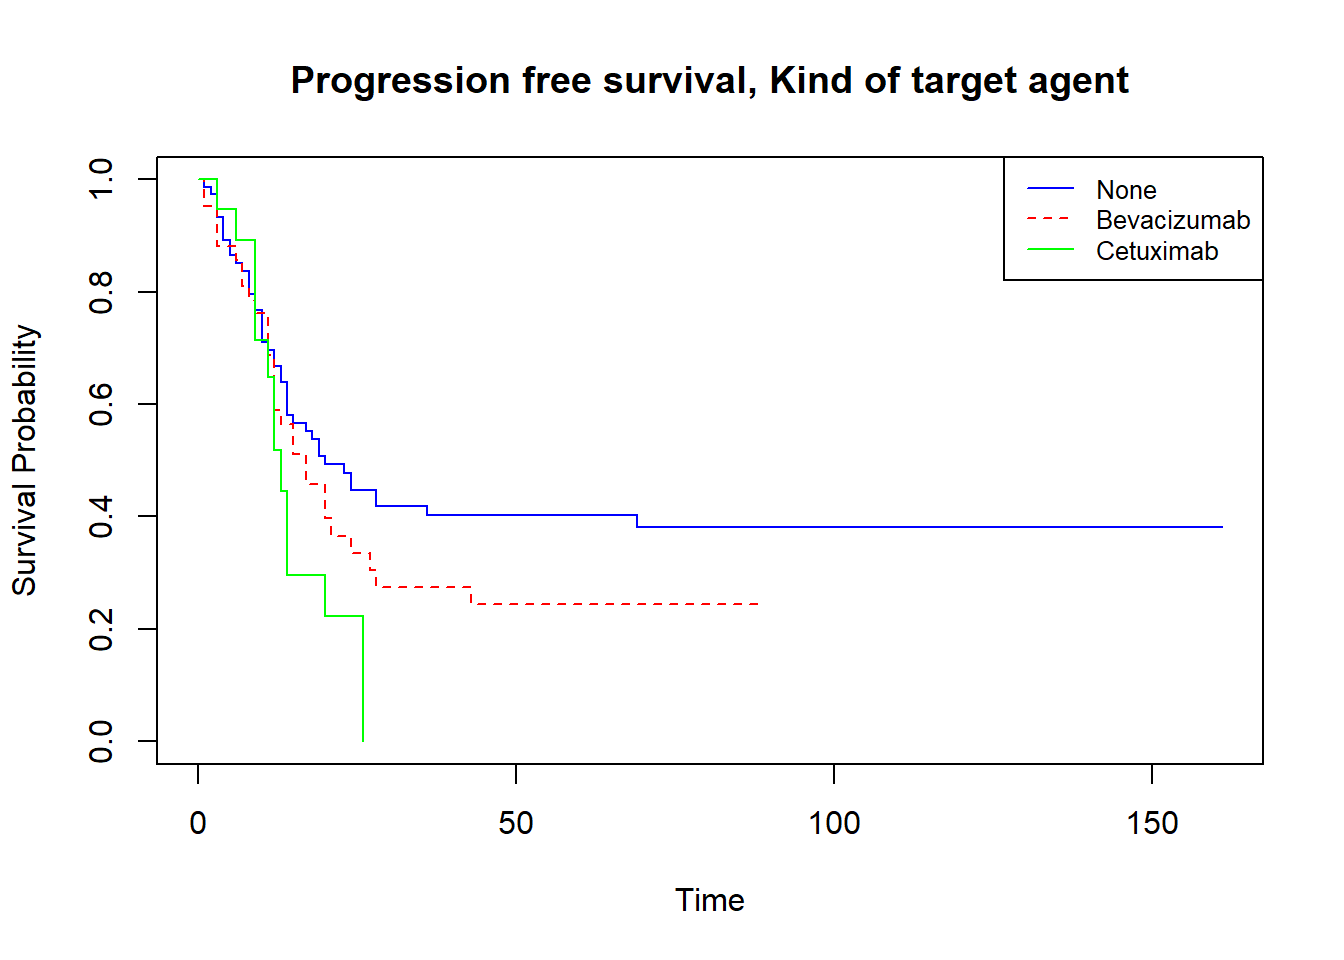 Progression free survival, Kind of target agent
None
Bevacizumab
Cetuximab
Survival Probability
1.0
0.8
0.6
0.4
0.2
0.0
0 50 100 150
Time